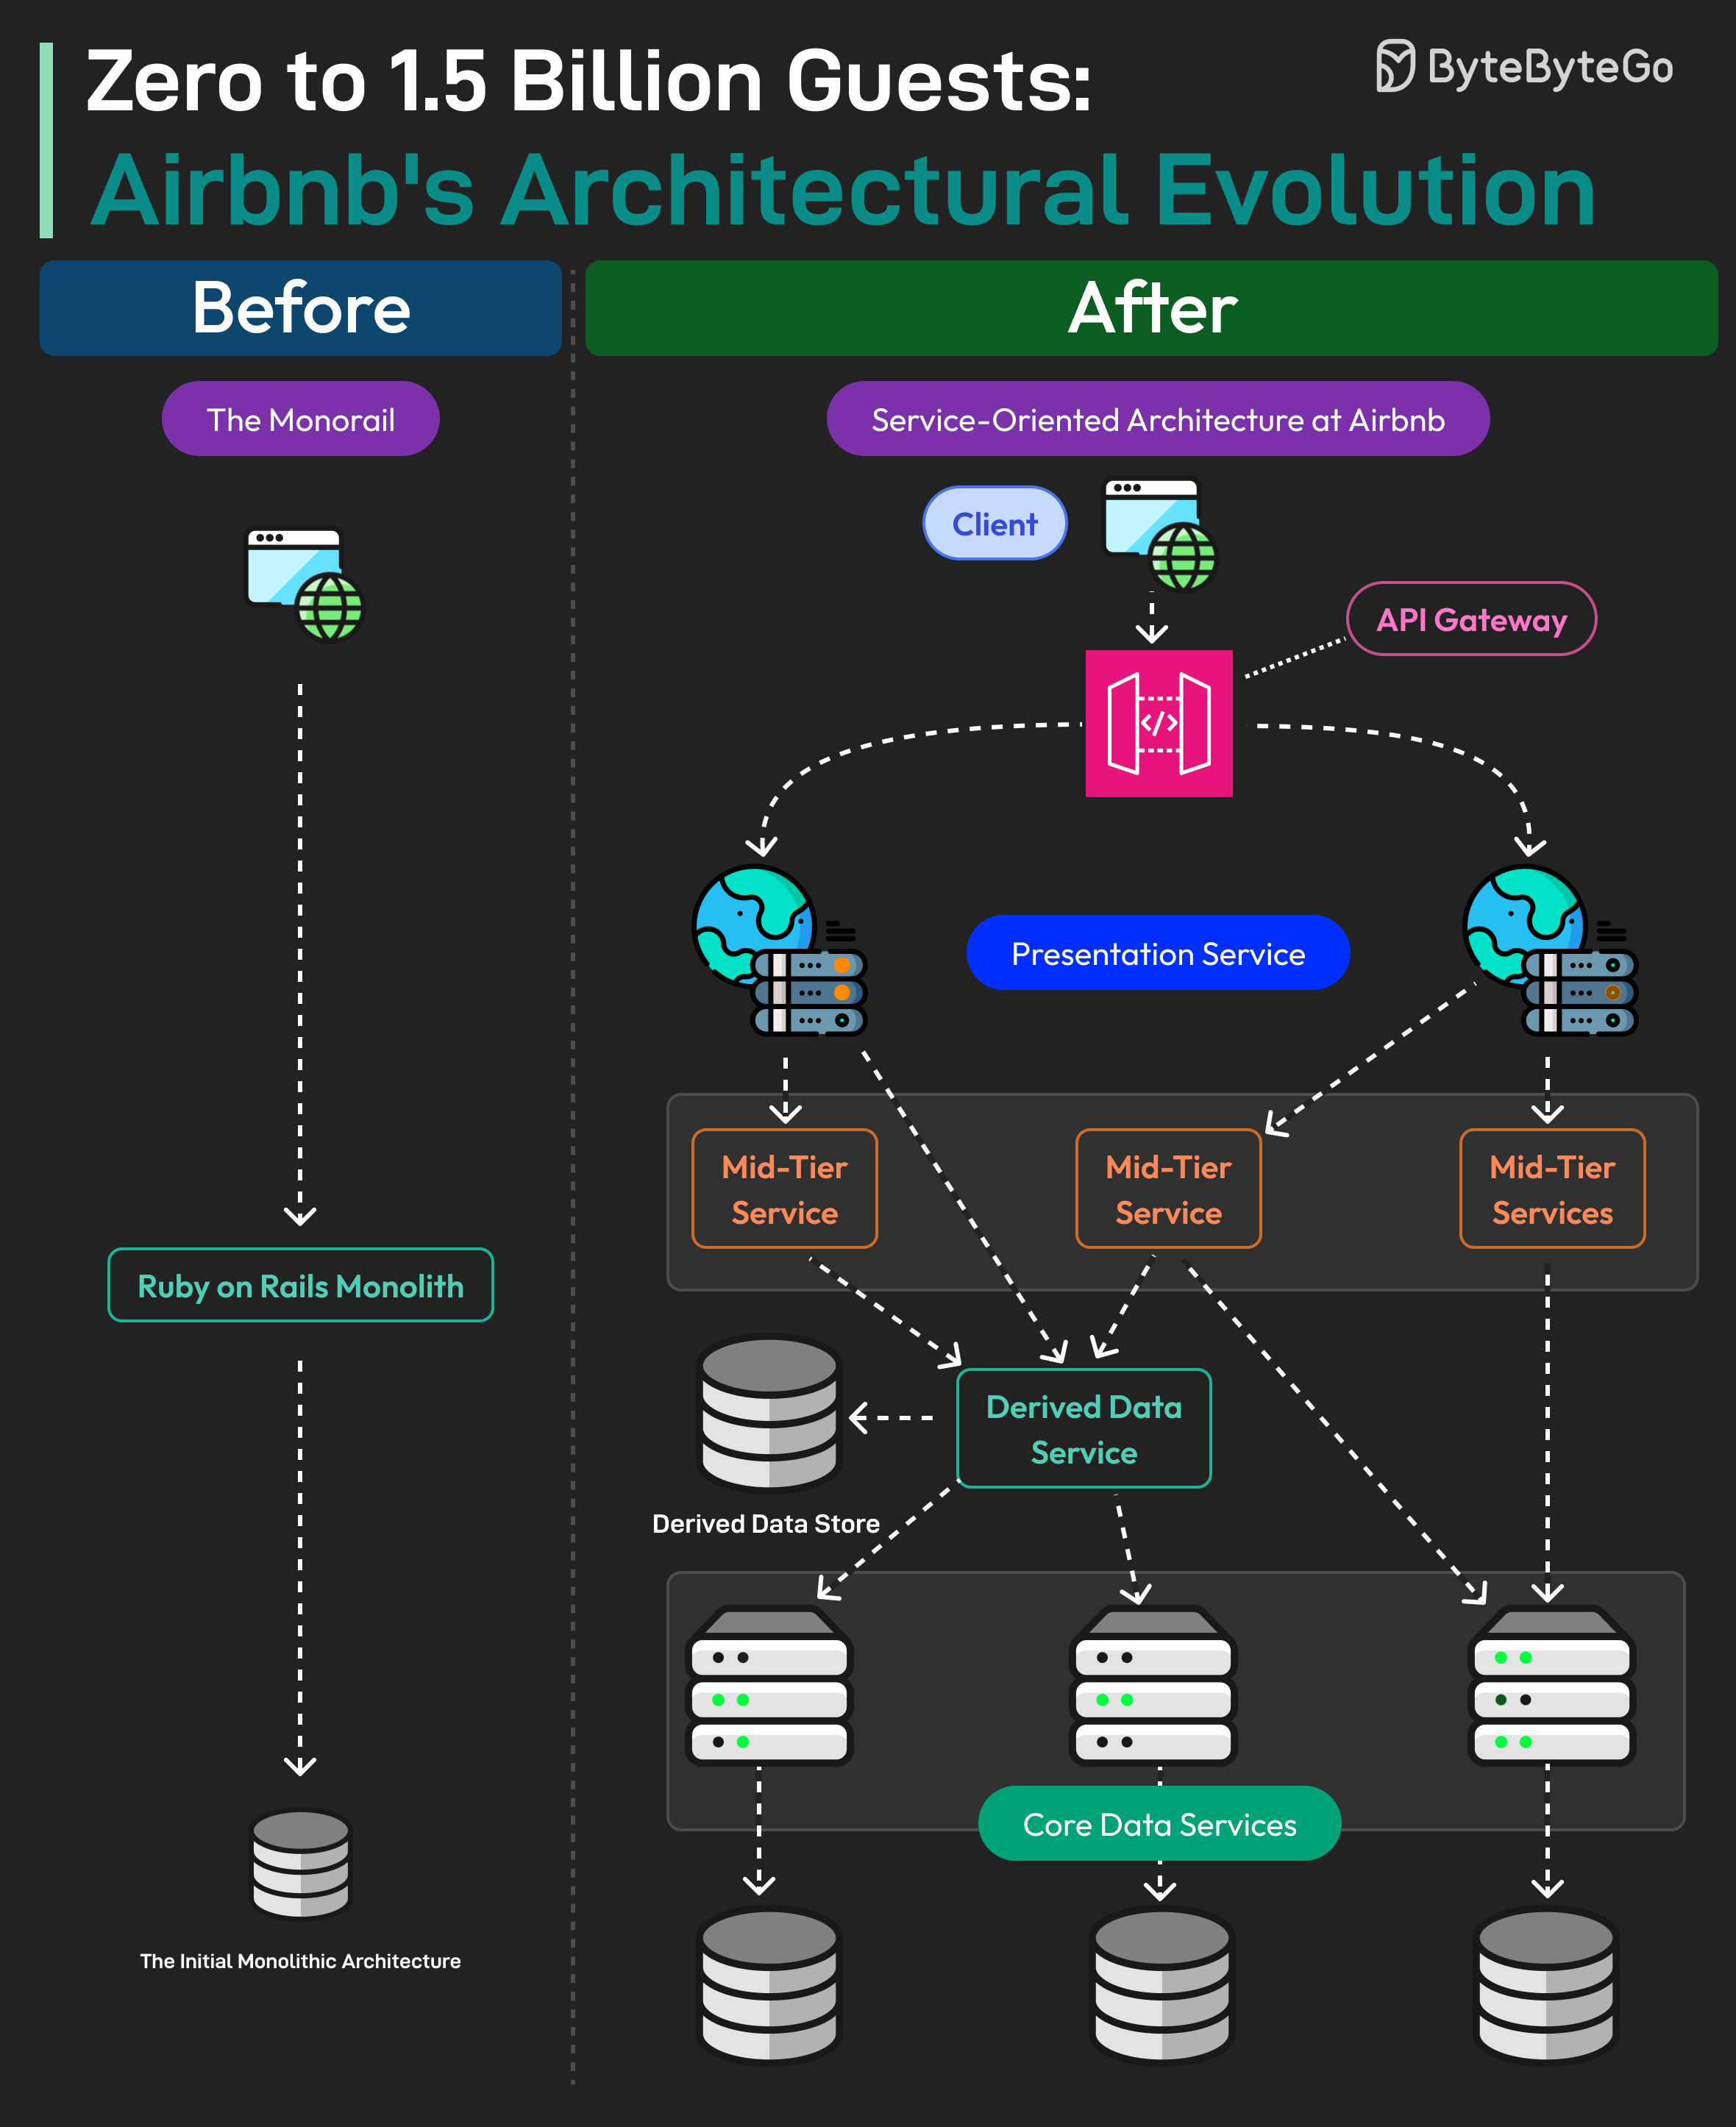 Zero to 1.5 Billion Guests:
ByteByteGo
Airbnb's Architectural Evolution
Before
After
The Monorail
Service-Oriented Architecture at Airbnb
Client
API Gateway
</>
Presentation Service
Mid-Tier
Service
Mid-Tier
Service
Mid-Tier
Services
Ruby on Rails Monolith
Derived Data
Service
Derived Data Store
Core Data Services
The Initial Monolithic Architecture